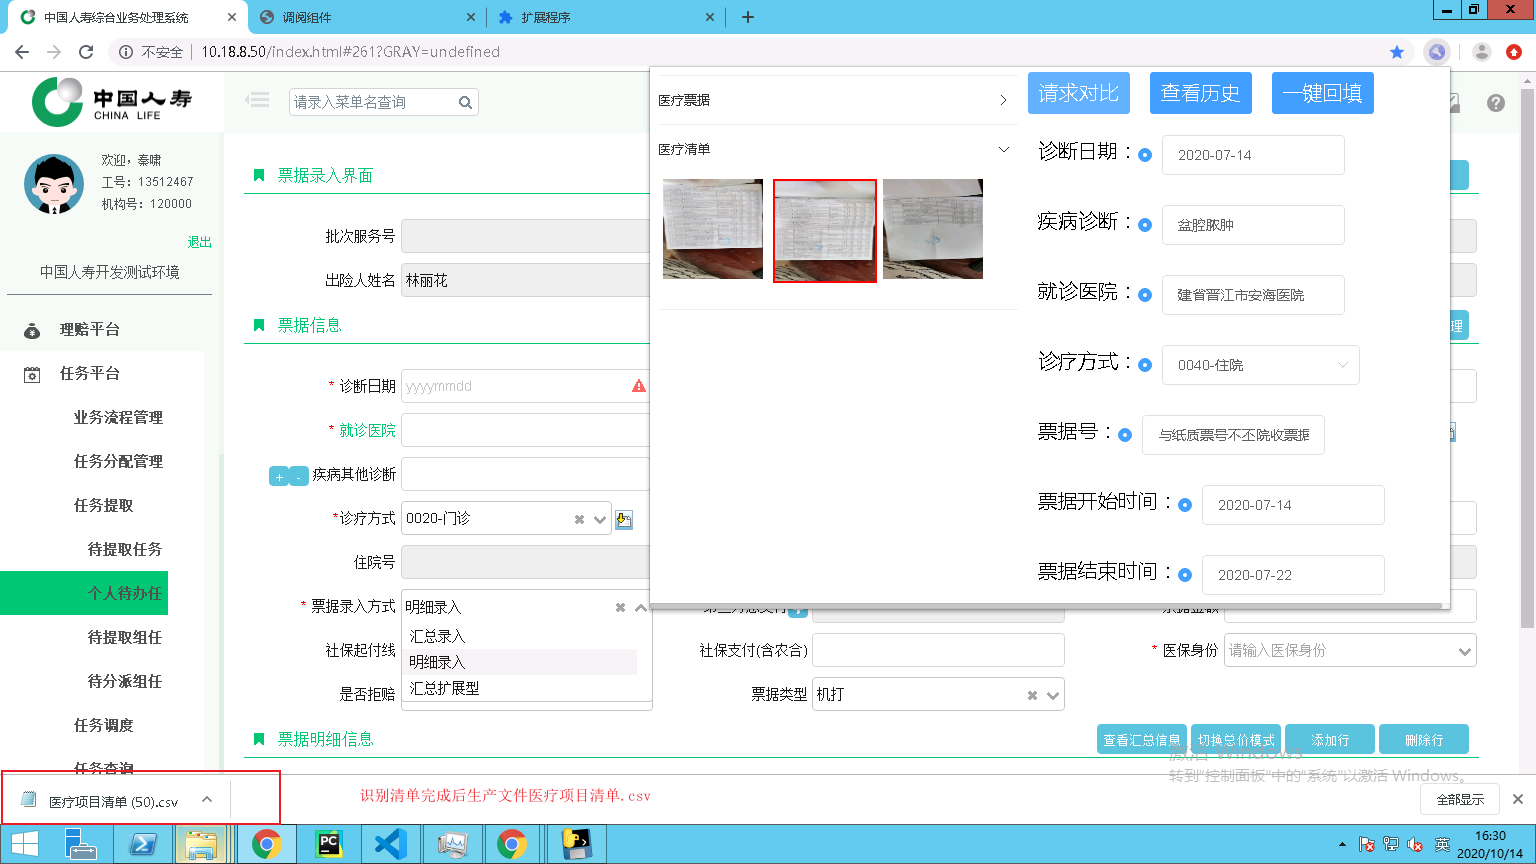 中国人寿综合业务处理系统
调阅组件
扩展程序
不安全 10.18.8.50/index.html#261?GRAY=undefined
中国人寿
CHINA LIFE
请录入菜单名查询
欢迎，秦啸
工号：13512467
机构号：120000
退出
中国人寿开发测试环境
理赔平台
任务平台
业务流程管理
任务分配管理
任务提取
待提取任务
个人待办任
待提取组任
待分派组任
任务调度
任务查询
票据录入界面
批次服务号
出险人姓名 林丽花
票据信息
* 诊断日期 yyyymmdd
* 就诊医院
+ - 疾病其他诊断
*诊疗方式 0020-门诊
住院号
* 票据录入方式 明细录入
汇总录入
明细录入
汇总扩展型
社保起付线
是否拒赔
社保支付(含农合)
* 医保身份 请输入医保身份
票据类型 机打
理
医疗票据
医疗清单
请求对比 查看历史 一键回填
诊断日期： 2020-07-14
疾病诊断： 盆腔脓肿
就诊医院： 建省晋江市安海医院
诊疗方式： 0040-住院
票据号： 与纸质票号不丕院收票据
票据开始时间： 2020-07-14
票据结束时间： 2020-07-22
票据明细信息
查看汇总信息 切换总价模式 添加行 删除行
激活 Windows
转到"控制面板"中的"系统"以激活 Windows。
医疗项目清单 (50).csv
识别清单完成后生产文件医疗项目清单.csv
全部显示
英
16:30
2020/10/14